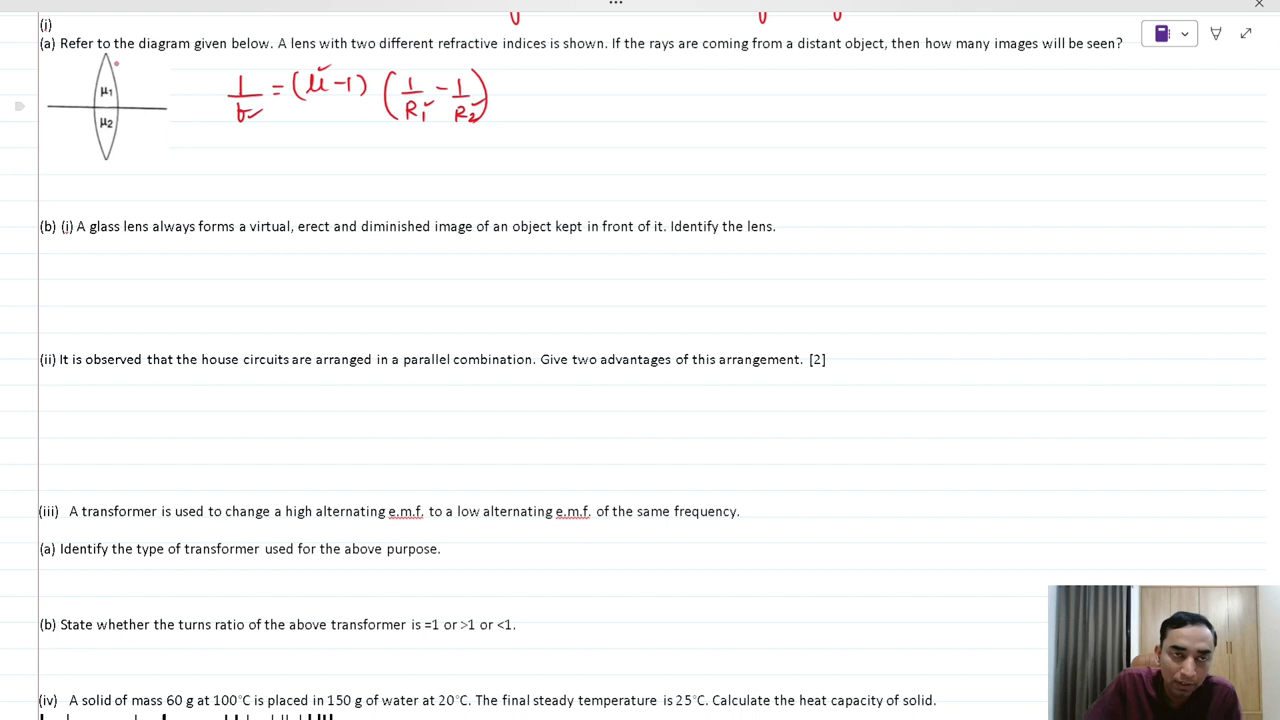 (i)
(a) Refer to the diagram given below. A lens with two different refractive indices is shown. If the rays are coming from a distant object, then how many images will be seen?
μ1
μ2
1/f = (μ-1) (1/R1 - 1/R2)
(b) (i) A glass lens always forms a virtual, erect and diminished image of an object kept in front of it. Identify the lens.
(ii) It is observed that the house circuits are arranged in a parallel combination. Give two advantages of this arrangement. [2]
(iii) A transformer is used to change a high alternating e.m.f. to a low alternating e.m.f. of the same frequency.
(a) Identify the type of transformer used for the above purpose.
(b) State whether the turns ratio of the above transformer is =1 or >1 or <1.
(iv) A solid of mass 60 g at 100°C is placed in 150 g of water at 20°C. The final steady temperature is 25°C. Calculate the heat capacity of solid.